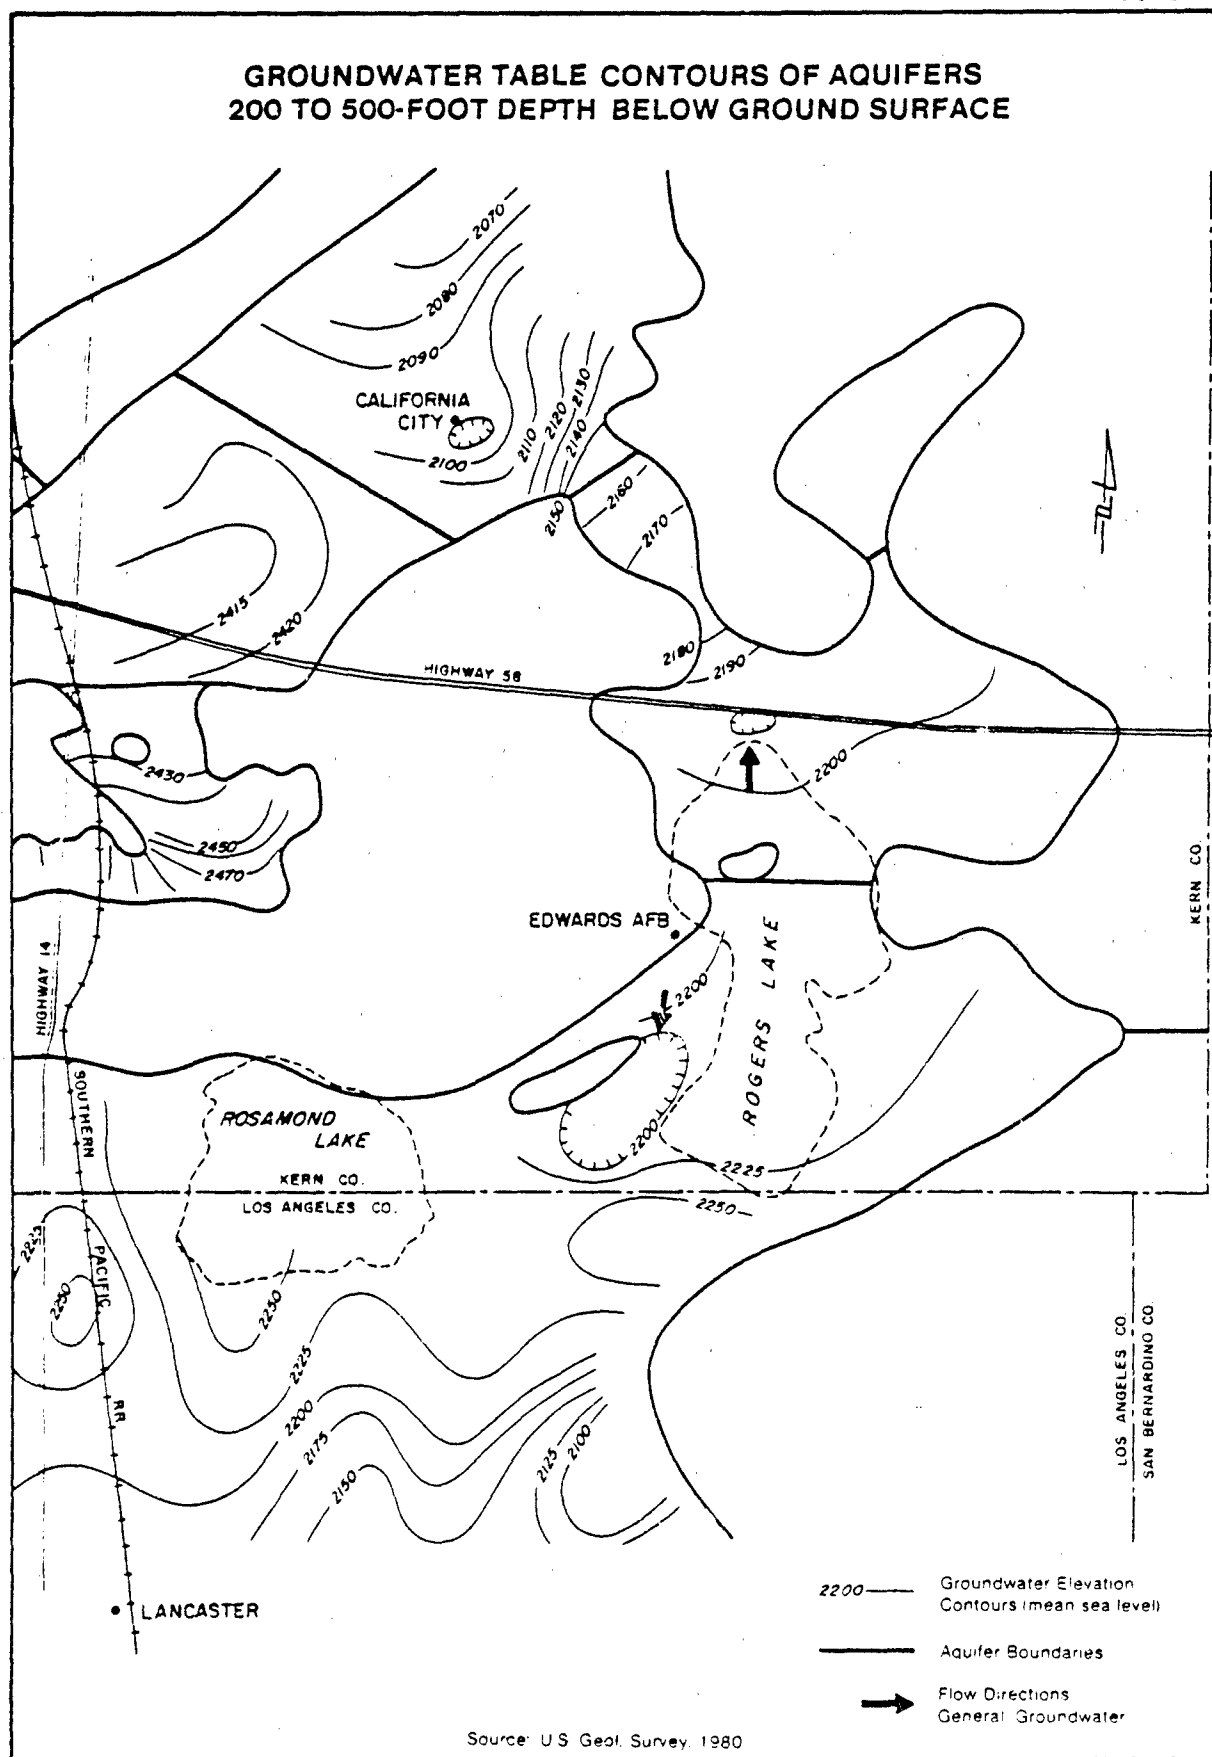 GROUNDWATER TABLE CONTOURS OF AQUIFERS
200 TO 500-FOOT DEPTH BELOW GROUND SURFACE
2070
2080
2090
CALIFORNIA
CITY
2100
2110
2120
2130
2140
2150
2160
2170
2180
2190
2415
2420
HIGHWAY 58
2430
2200
2450
2470
KERN CO.
EDWARDS AFB
ROGERS LAKE
HIGHWAY 14
2200
SOUTHERN
PACIFIC
RR
ROSAMOND
LAKE
2200
2225
KERN CO.
LOS ANGELES CO.
2250
2225
2250
2250
2225
2200
2175
2150
2125
2100
LOS ANGELES CO.
SAN BERNARDINO CO.
LANCASTER
2200
Groundwater Elevation
Contours (mean sea level)
Aquifer Boundaries
Flow Directions
General Groundwater
Source: U S Geol. Survey, 1980